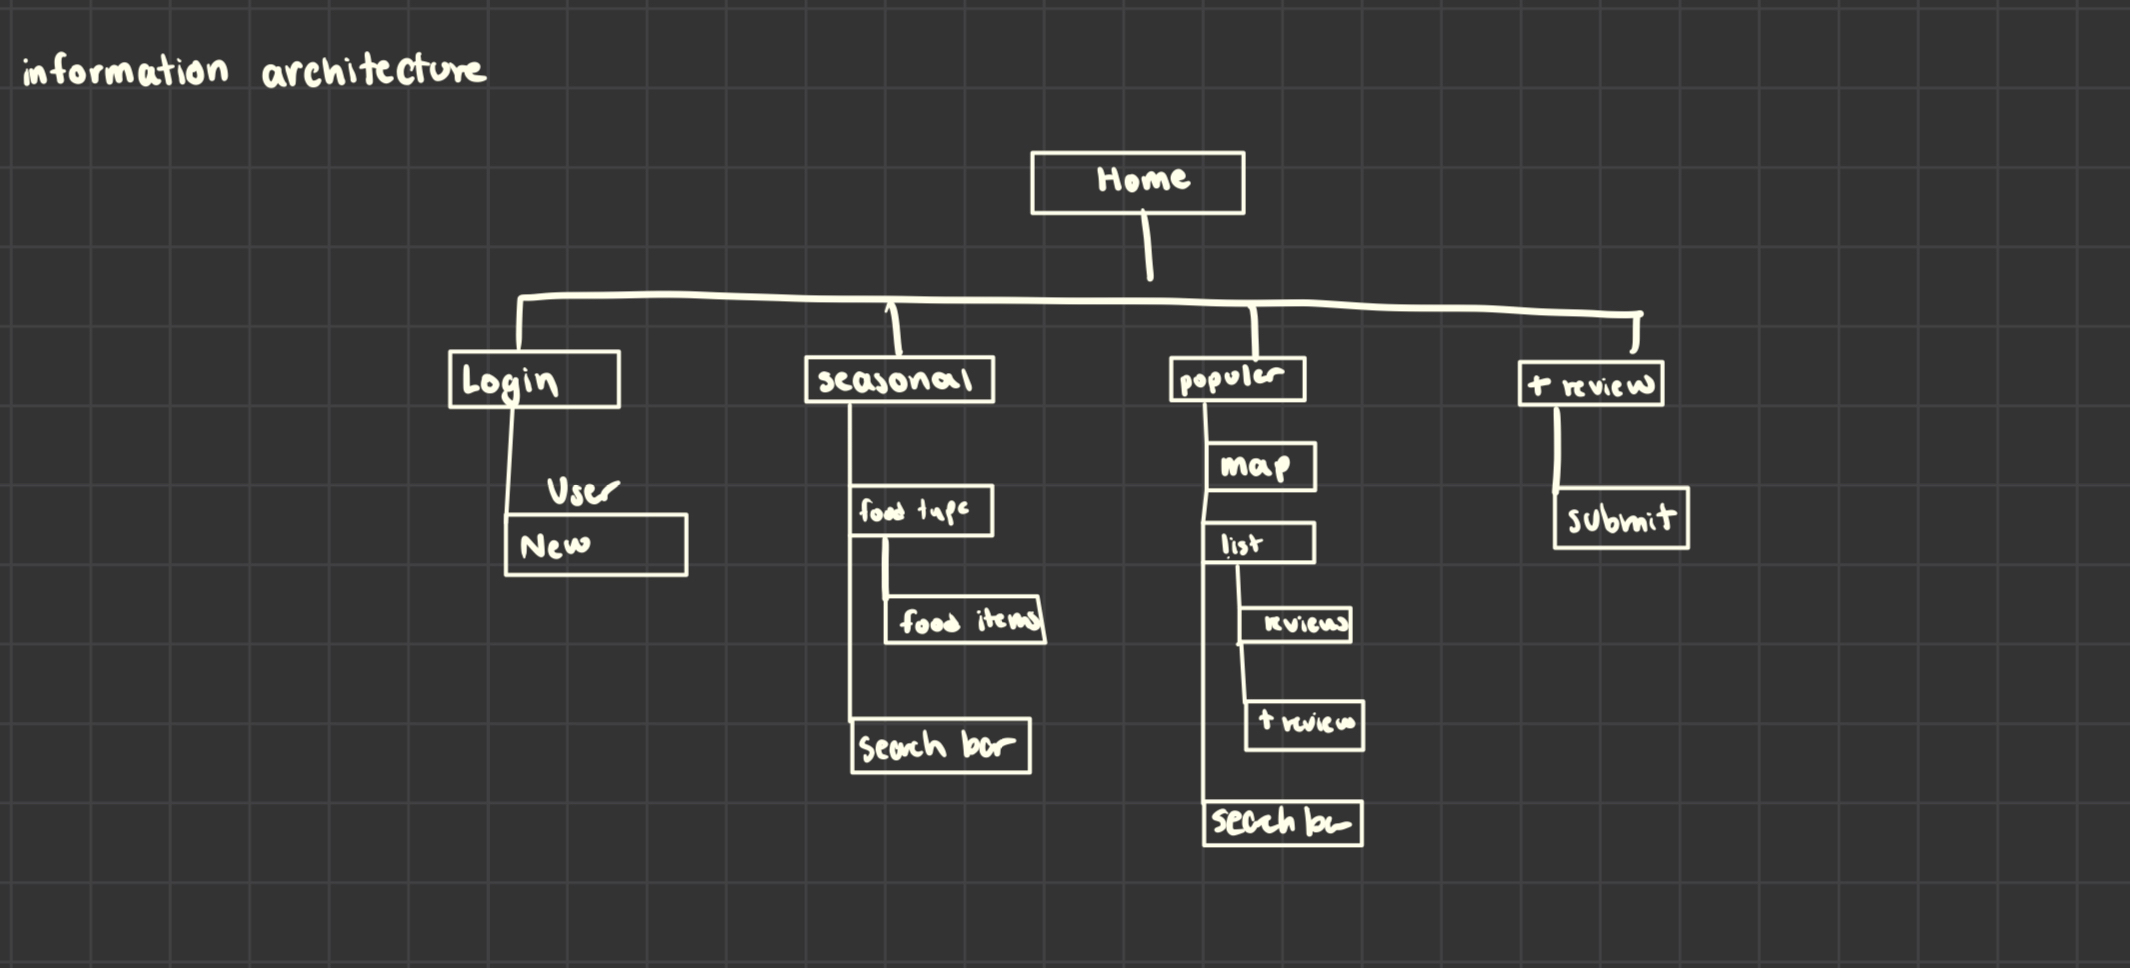 information architecture
Home
Login
seasonal
populer
+ review
User
New
food type
food items
search bar
map
list
reviews
+ review
search bar
submit